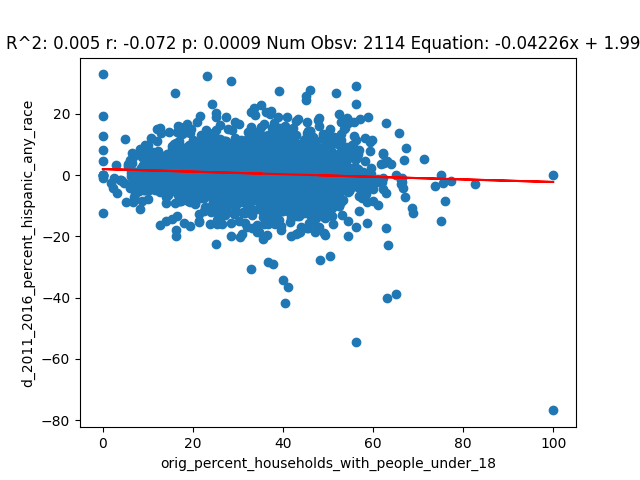 R^2: 0.005 r: -0.072 p: 0.0009 Num Obsv: 2114 Equation: -0.04226x + 1.99
20
0
−20
−40
−60
−80
d_2011_2016_percent_hispanic_any_race
0 20 40 60 80 100
orig_percent_households_with_people_under_18